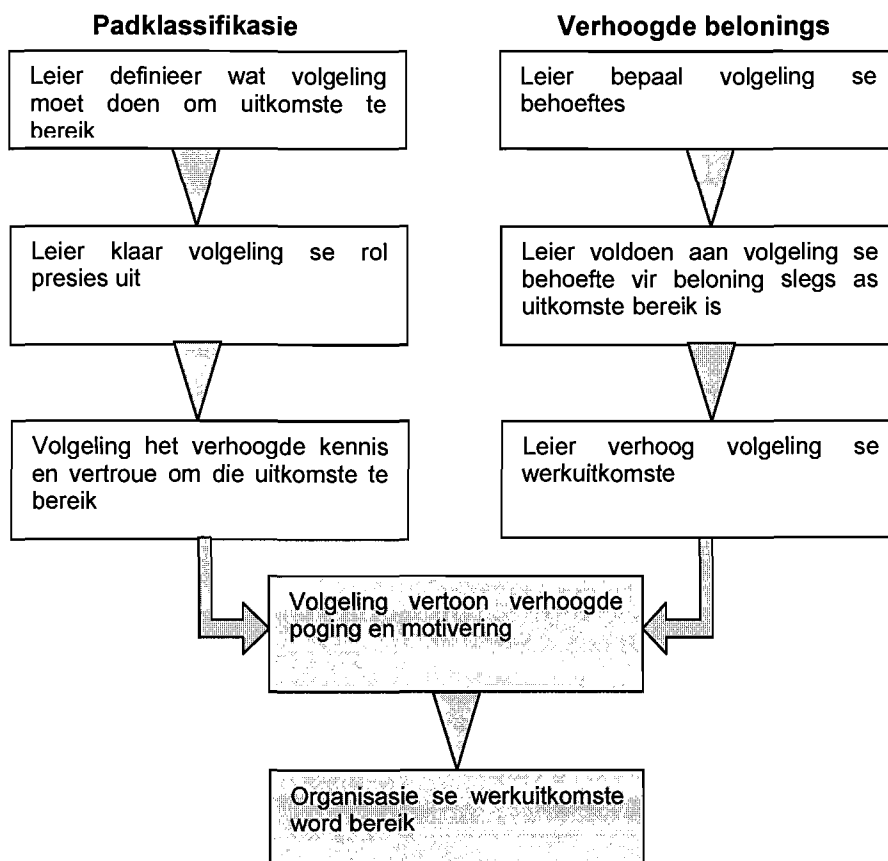 Padklassifikasie
Leier definieer wat volgeling
moet doen om uitkomste te
bereik
Leier klaar volgeling se rol
presies uit
Volgeling het verhoogde kennis
en vertroue om die uitkomste te
bereik
Verhoogde belonings
Leier bepaal volgeling se
behoeftes
Leier voldoen aan volgeling se
behoefte vir beloning slegs as
uitkomste bereik is
Leier verhoog volgeling se
werkuitkomste
Volgeling vertoon verhoogde
poging en motivering
Organisasie se werkuitkomste
word bereik